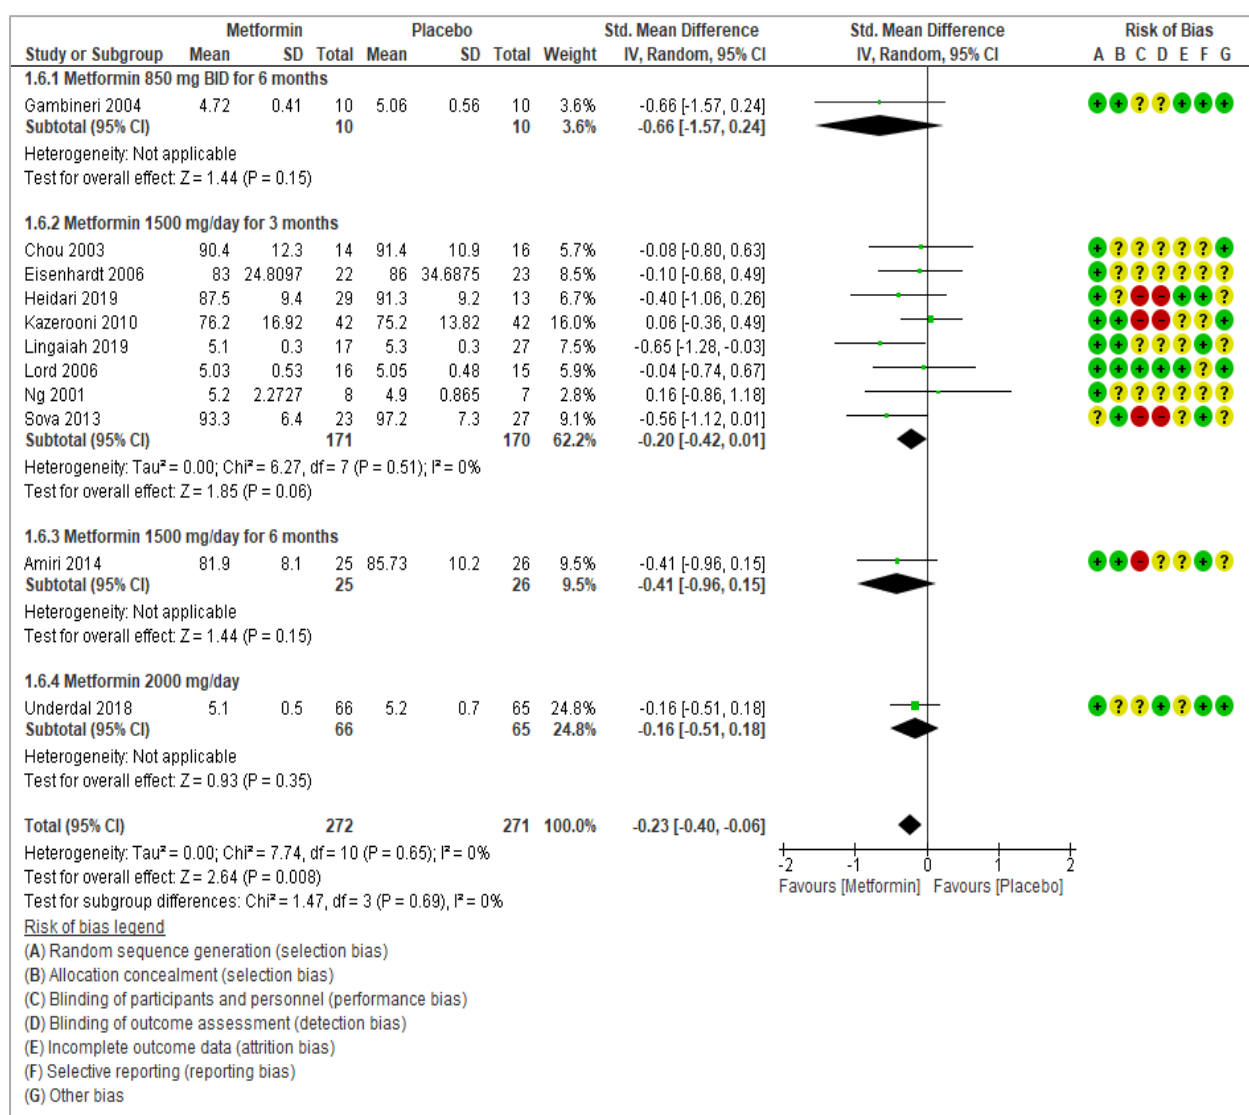 Metformin Placebo Std. Mean Difference Std. Mean Difference Risk of Bias
Study or Subgroup Mean SD Total Mean SD Total Weight IV, Random, 95% CI IV, Random, 95% CI A B C D E F G
1.6.1 Metformin 850 mg BID for 6 months
Gambineri 2004 4.72 0.41 10 5.06 0.56 10 3.6% -0.66 [-1.57, 0.24] + + ? ? + + +
Subtotal (95% CI) 10 10 3.6% -0.66 [-1.57, 0.24]
Heterogeneity: Not applicable
Test for overall effect: Z = 1.44 (P = 0.15)
1.6.2 Metformin 1500 mg/day for 3 months
Chou 2003 90.4 12.3 14 91.4 10.9 16 5.7% -0.08 [-0.80, 0.63] + ? ? ? ? ? +
Eisenhardt 2006 83 24.8097 22 86 34.6875 23 8.5% -0.10 [-0.68, 0.49] + ? ? ? ? ? ?
Heidari 2019 87.5 9.4 29 91.3 9.2 13 6.7% -0.40 [-1.06, 0.26] + ? - - + + ?
Kazerooni 2010 76.2 16.92 42 75.2 13.82 42 16.0% 0.06 [-0.36, 0.49] + + - - ? ? ?
Lingaiah 2019 5.1 0.3 17 5.3 0.3 27 7.5% -0.65 [-1.28, -0.03] + + ? ? ? + ?
Lord 2006 5.03 0.53 16 5.05 0.48 15 5.9% -0.04 [-0.74, 0.67] + + + + + ? +
Ng 2001 5.2 2.2727 8 4.9 0.865 7 2.8% 0.16 [-0.86, 1.18] + ? ? ? ? ? ?
Sova 2013 93.3 6.4 23 97.2 7.3 27 9.1% -0.56 [-1.12, 0.01] ? + - - ? + ?
Subtotal (95% CI) 171 170 62.2% -0.20 [-0.42, 0.01]
Heterogeneity: Tau² = 0.00; Chi² = 6.27, df = 7 (P = 0.51); I² = 0%
Test for overall effect: Z = 1.85 (P = 0.06)
1.6.3 Metformin 1500 mg/day for 6 months
Amiri 2014 81.9 8.1 25 85.73 10.2 26 9.5% -0.41 [-0.96, 0.15] + + - ? ? + ?
Subtotal (95% CI) 25 26 9.5% -0.41 [-0.96, 0.15]
Heterogeneity: Not applicable
Test for overall effect: Z = 1.44 (P = 0.15)
1.6.4 Metformin 2000 mg/day
Underdal 2018 5.1 0.5 66 5.2 0.7 65 24.8% -0.16 [-0.51, 0.18] + ? ? + ? + +
Subtotal (95% CI) 66 65 24.8% -0.16 [-0.51, 0.18]
Heterogeneity: Not applicable
Test for overall effect: Z = 0.93 (P = 0.35)
Total (95% CI) 272 271 100.0% -0.23 [-0.40, -0.06]
Heterogeneity: Tau² = 0.00; Chi² = 7.74, df = 10 (P = 0.65); I² = 0%
-2 -1 0 1 2
Test for overall effect: Z = 2.64 (P = 0.008)
Favours [Metformin] Favours [Placebo]
Test for subgroup differences: Chi² = 1.47, df = 3 (P = 0.69), I² = 0%
Risk of bias legend
(A) Random sequence generation (selection bias)
(B) Allocation concealment (selection bias)
(C) Blinding of participants and personnel (performance bias)
(D) Blinding of outcome assessment (detection bias)
(E) Incomplete outcome data (attrition bias)
(F) Selective reporting (reporting bias)
(G) Other bias